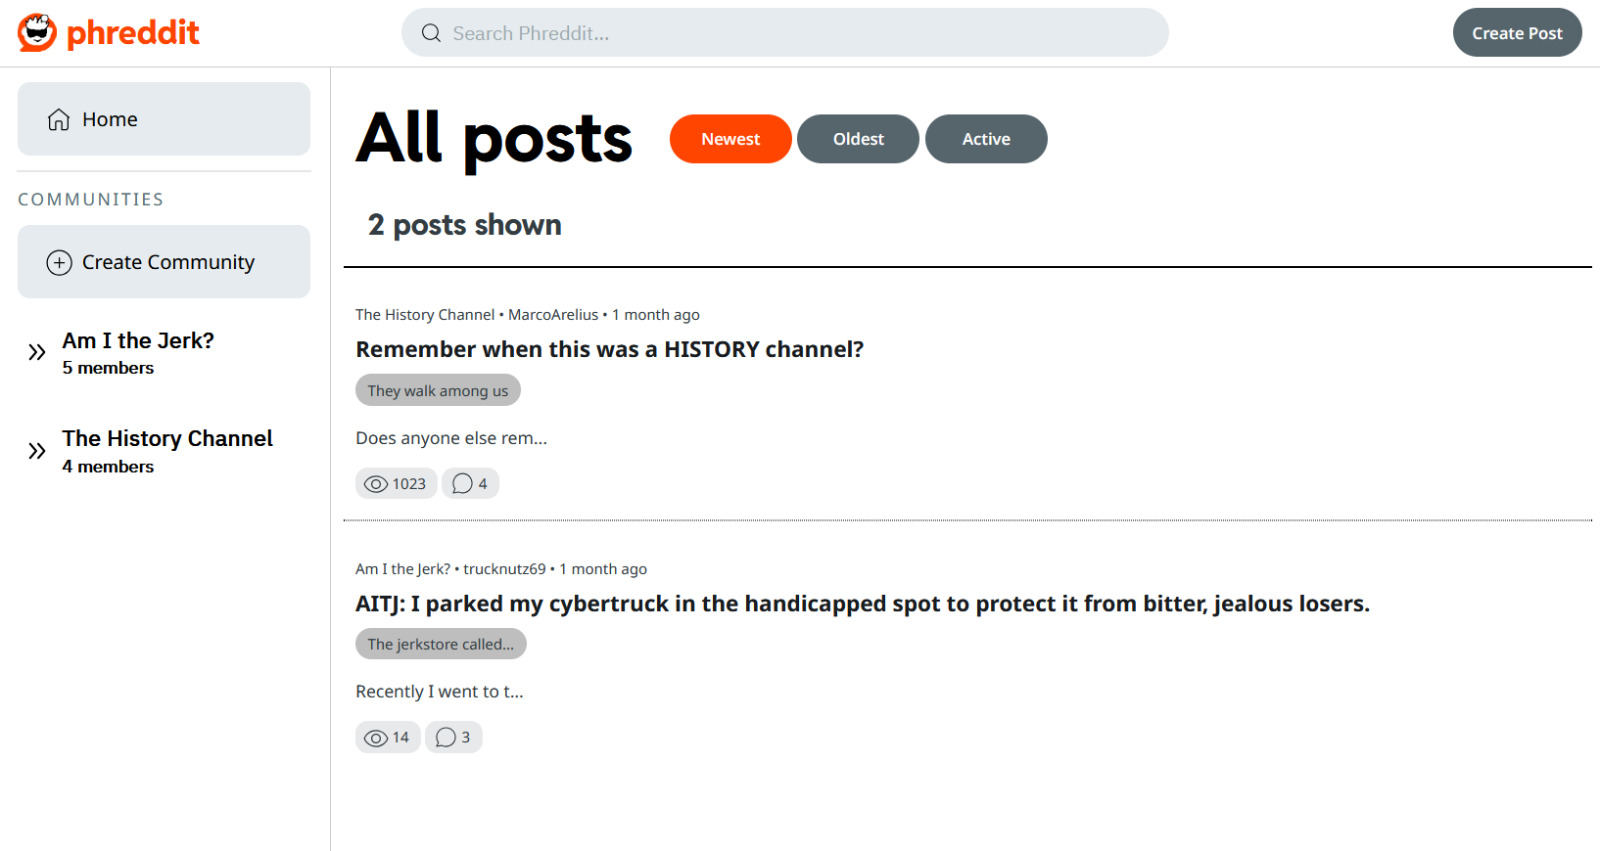 phreddit
Search Phreddit...
Create Post
Home
COMMUNITIES
Create Community
Am I the Jerk?
5 members
The History Channel
4 members
All posts
Newest
Oldest
Active
2 posts shown
The History Channel • MarcoArelius • 1 month ago
Remember when this was a HISTORY channel?
They walk among us
Does anyone else rem...
1023
4
Am I the Jerk? • trucknutz69 • 1 month ago
AITJ: I parked my cybertruck in the handicapped spot to protect it from bitter, jealous losers.
The jerkstore called...
Recently I went to t...
14
3